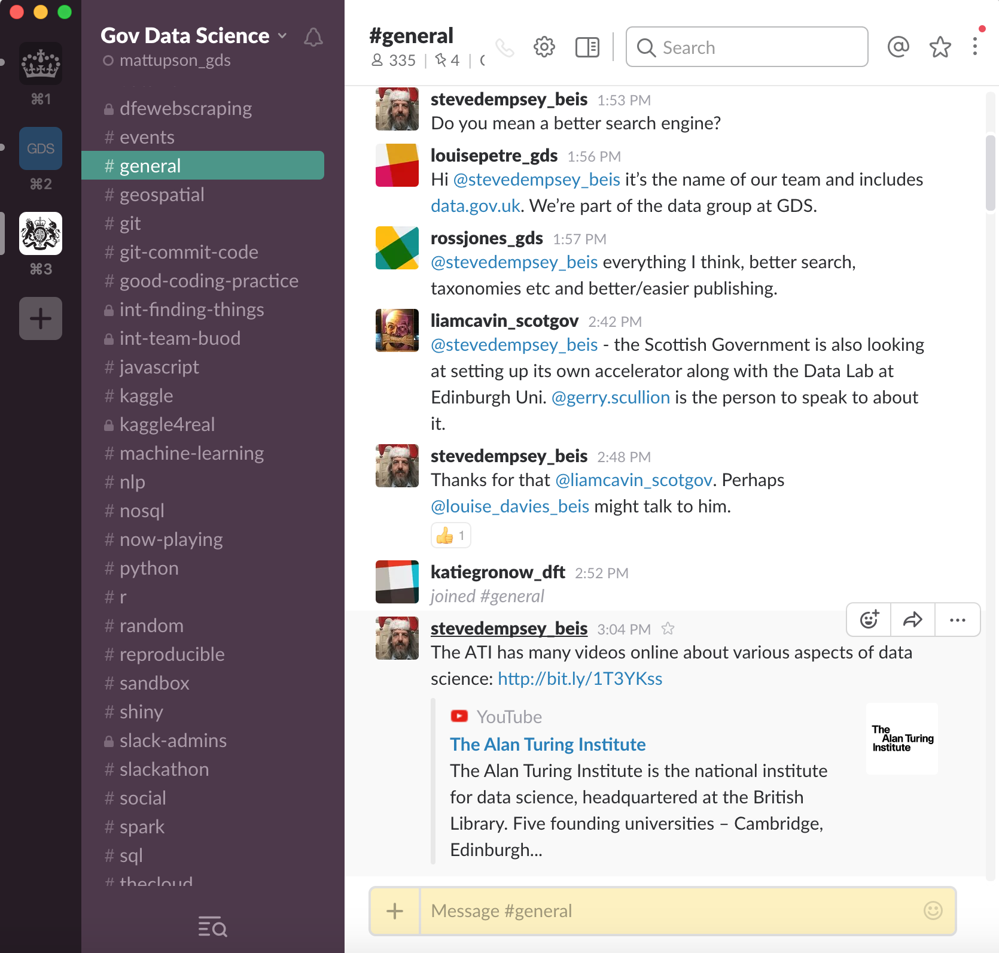 ⌘1
GDS
⌘2
⌘3
Gov Data Science
mattupson_gds
dfewebscraping
# events
# general
# geospatial
# git
# git-commit-code
# good-coding-practice
int-finding-things
int-team-buod
# javascript
# kaggle
kaggle4real
# machine-learning
# nlp
# nosql
# now-playing
# python
# r
# random
# reproducible
# sandbox
# shiny
slack-admins
# slackathon
# social
# spark
# sql
# thecloud
#general
335 | 4 |
Search
stevedempsey_beis 1:53 PM
Do you mean a better search engine?
louisepetre_gds 1:56 PM
Hi @stevedempsey_beis it’s the name of our team and includes
data.gov.uk. We’re part of the data group at GDS.
rossjones_gds 1:57 PM
@stevedempsey_beis everything I think, better search,
taxonomies etc and better/easier publishing.
liamcavin_scotgov 2:42 PM
@stevedempsey_beis - the Scottish Government is also looking
at setting up its own accelerator along with the Data Lab at
Edinburgh Uni. @gerry.scullion is the person to speak to about
it.
stevedempsey_beis 2:48 PM
Thanks for that @liamcavin_scotgov. Perhaps
@louise_davies_beis might talk to him.
👍 1
katiegronow_dft 2:52 PM
joined #general
stevedempsey_beis 3:04 PM
The ATI has many videos online about various aspects of data
science: http://bit.ly/1T3YKss
YouTube
The Alan Turing Institute
The Alan Turing Institute is the national institute
for data science, headquartered at the British
Library. Five founding universities – Cambridge,
Edinburgh...
The
Alan Turing
Institute
Message #general